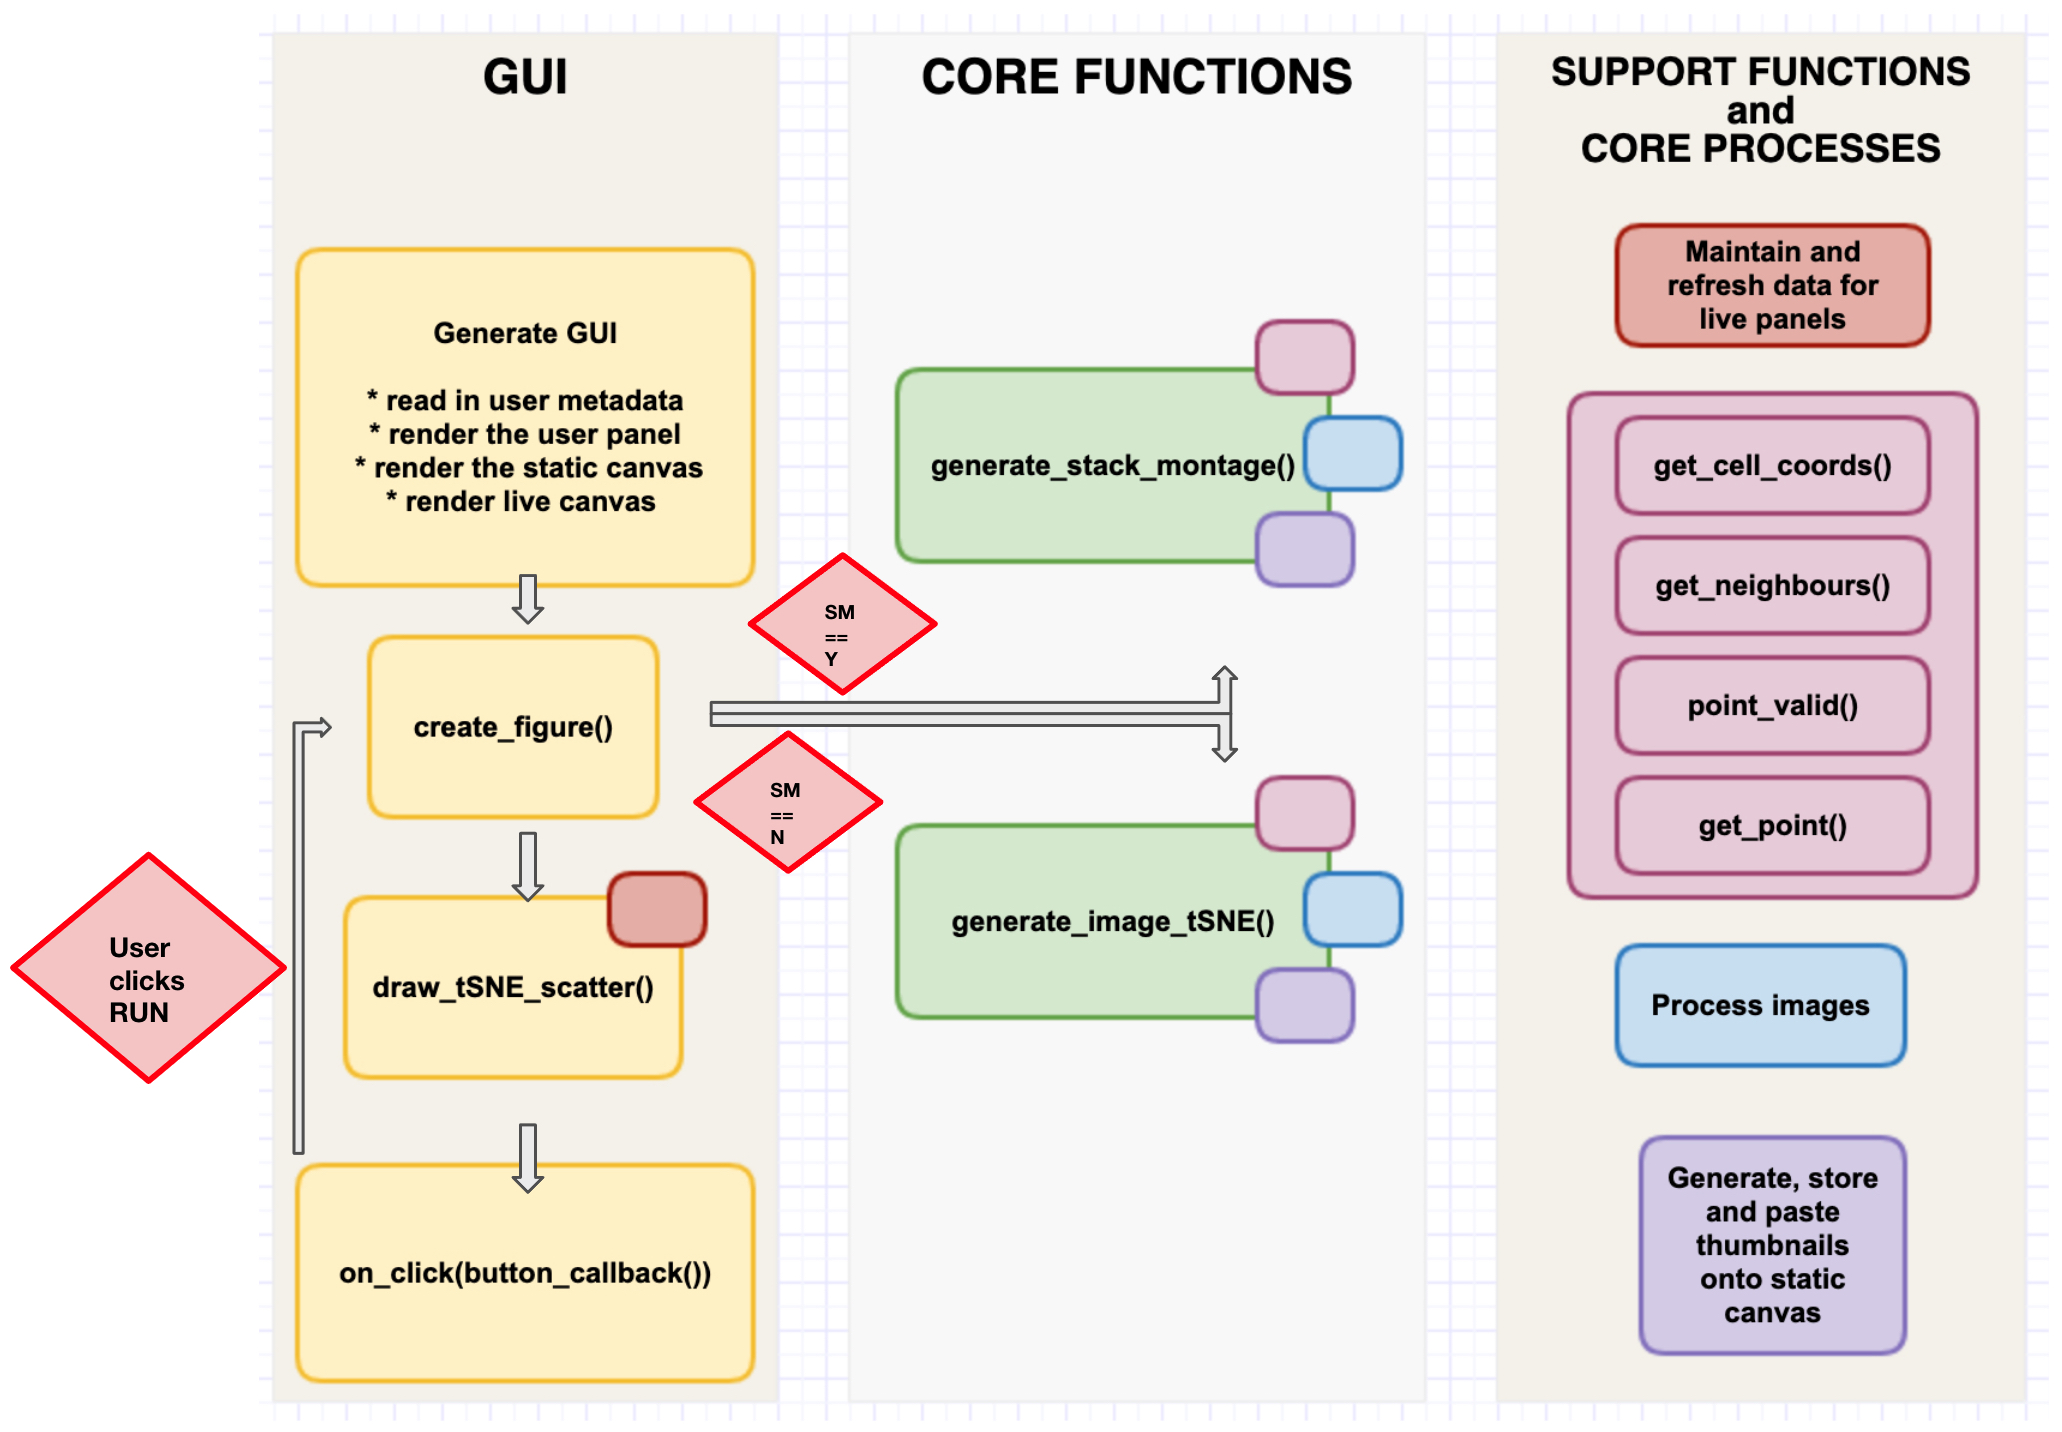 GUI
Generate GUI
* read in user metadata
* render the user panel
* render the static canvas
* render live canvas
create_figure()
draw_tSNE_scatter()
on_click(button_callback())
User
clicks
RUN
SM
==
Y
SM
==
N
CORE FUNCTIONS
generate_stack_montage()
generate_image_tSNE()
SUPPORT FUNCTIONS
and
CORE PROCESSES
Maintain and
refresh data for
live panels
get_cell_coords()
get_neighbours()
point_valid()
get_point()
Process images
Generate, store
and paste
thumbnails
onto static
canvas